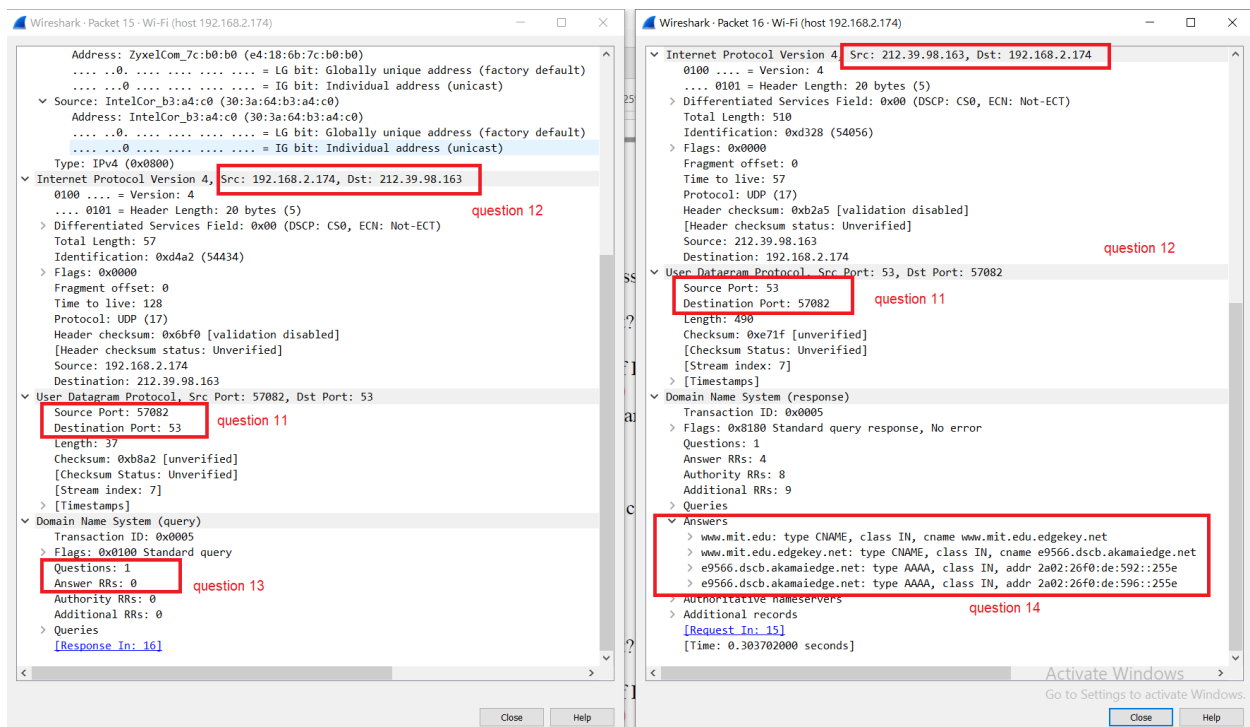 Wireshark · Packet 15 · Wi-Fi (host 192.168.2.174)
Address: ZyxelCom_7c:b0:b0 (e4:18:6b:7c:b0:b0)
.... ..0. .... .... .... .... = LG bit: Globally unique address (factory default)
.... ...0 .... .... .... .... = IG bit: Individual address (unicast)
Source: IntelCor_b3:a4:c0 (30:3a:64:b3:a4:c0)
Address: IntelCor_b3:a4:c0 (30:3a:64:b3:a4:c0)
.... ..0. .... .... .... .... = LG bit: Globally unique address (factory default)
.... ...0 .... .... .... .... = IG bit: Individual address (unicast)
Type: IPv4 (0x0800)
Internet Protocol Version 4, Src: 192.168.2.174, Dst: 212.39.98.163
0100 .... = Version: 4
question 12
.... 0101 = Header Length: 20 bytes (5)
Differentiated Services Field: 0x00 (DSCP: CS0, ECN: Not-ECT)
Total Length: 57
Identification: 0xd4a2 (54434)
Flags: 0x0000
Fragment offset: 0
Time to live: 128
Protocol: UDP (17)
Header checksum: 0x6bf0 [validation disabled]
[Header checksum status: Unverified]
Source: 192.168.2.174
Destination: 212.39.98.163
User Datagram Protocol, Src Port: 57082, Dst Port: 53
Source Port: 57082
question 11
Destination Port: 53
Length: 37
Checksum: 0xb8a2 [unverified]
[Checksum Status: Unverified]
[Stream index: 7]
[Timestamps]
Domain Name System (query)
Transaction ID: 0x0005
Flags: 0x0100 Standard query
Questions: 1
Answer RRs: 0
question 13
Authority RRs: 0
Additional RRs: 0
Queries
[Response In: 16]
Close
Help
Wireshark · Packet 16 · Wi-Fi (host 192.168.2.174)
Internet Protocol Version 4, Src: 212.39.98.163, Dst: 192.168.2.174
0100 .... = Version: 4
.... 0101 = Header Length: 20 bytes (5)
Differentiated Services Field: 0x00 (DSCP: CS0, ECN: Not-ECT)
Total Length: 510
Identification: 0xd328 (54056)
Flags: 0x0000
Fragment offset: 0
Time to live: 57
Protocol: UDP (17)
Header checksum: 0xb2a5 [validation disabled]
[Header checksum status: Unverified]
Source: 212.39.98.163
question 12
Destination: 192.168.2.174
User Datagram Protocol, Src Port: 53, Dst Port: 57082
Source Port: 53
question 11
Destination Port: 57082
Length: 490
Checksum: 0xe71f [unverified]
[Checksum Status: Unverified]
[Stream index: 7]
[Timestamps]
Domain Name System (response)
Transaction ID: 0x0005
Flags: 0x8180 Standard query response, No error
Questions: 1
Answer RRs: 4
Authority RRs: 8
Additional RRs: 9
Queries
Answers
www.mit.edu: type CNAME, class IN, cname www.mit.edu.edgekey.net
www.mit.edu.edgekey.net: type CNAME, class IN, cname e9566.dscb.akamaiedge.net
e9566.dscb.akamaiedge.net: type AAAA, class IN, addr 2a02:26f0:de:592::255e
e9566.dscb.akamaiedge.net: type AAAA, class IN, addr 2a02:26f0:de:596::255e
Authoritative nameservers
question 14
Additional records
[Request In: 15]
[Time: 0.303702000 seconds]
Activate Windows
Go to Settings to activate Windows.
Close
Help